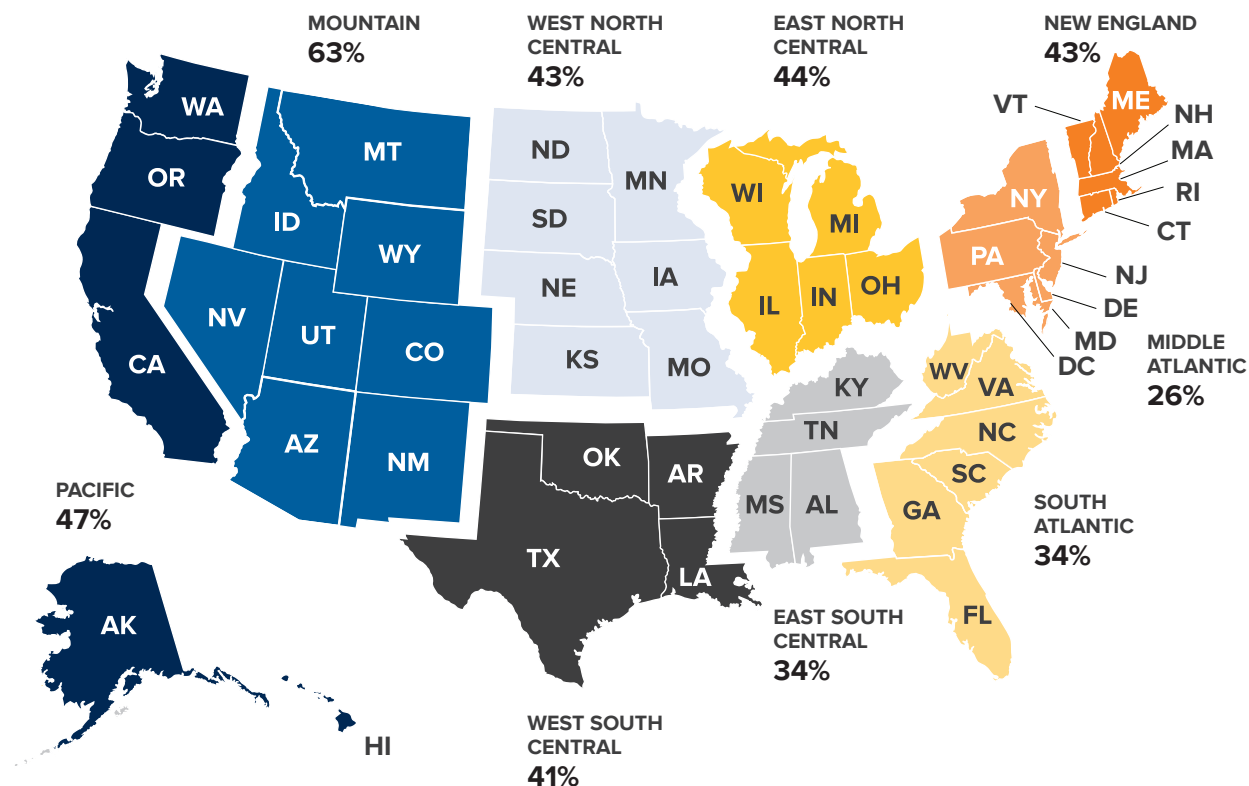 MOUNTAIN
63%
WEST NORTH
CENTRAL
43%
EAST NORTH
CENTRAL
44%
NEW ENGLAND
43%
WA
OR
CA
MT
ID
WY
NV
UT
CO
AZ
NM
ND
MN
SD
NE
IA
KS
MO
WI
MI
IL
IN
OH
VT
ME
NH
MA
RI
CT
NY
PA
NJ
DE
MD
DC
MIDDLE
ATLANTIC
26%
KY
TN
MS
AL
WV
VA
NC
SC
GA
FL
SOUTH
ATLANTIC
34%
OK
AR
TX
LA
PACIFIC
47%
AK
HI
EAST SOUTH
CENTRAL
34%
WEST SOUTH
CENTRAL
41%